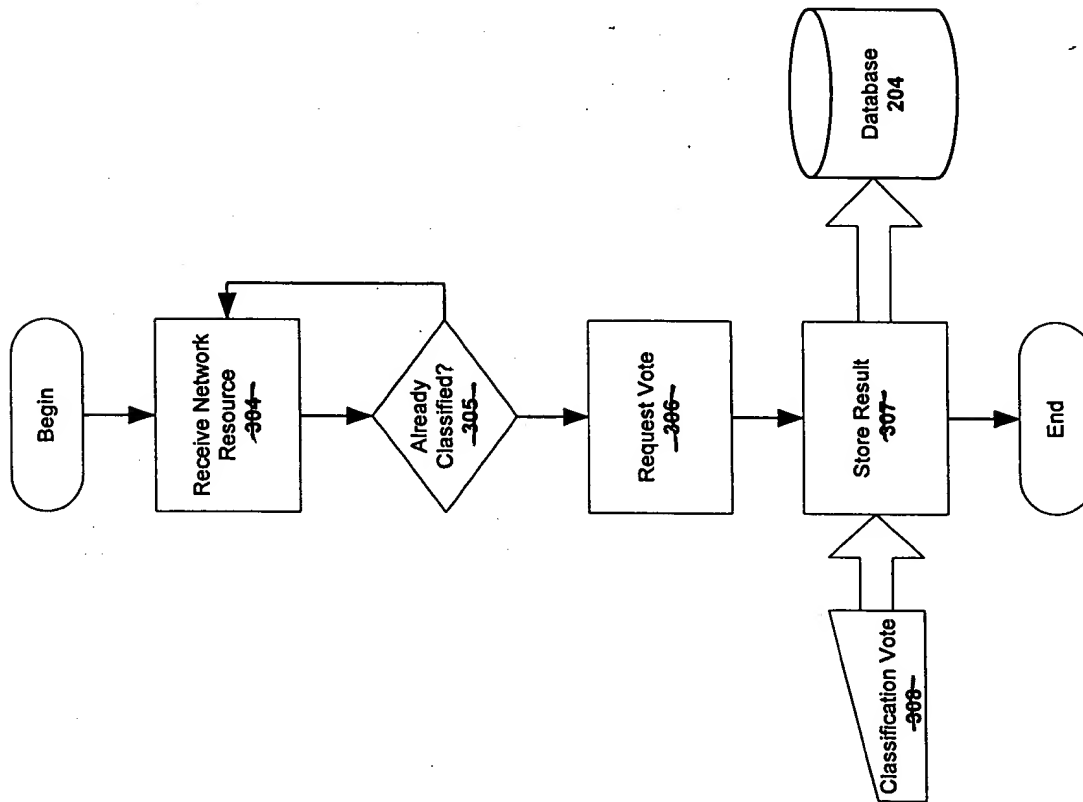 Begin
Receive Network
Resource
304
Already
Classified?
305
Request Vote
306
Classification Vote
308
Store Result
307
Database
204
End